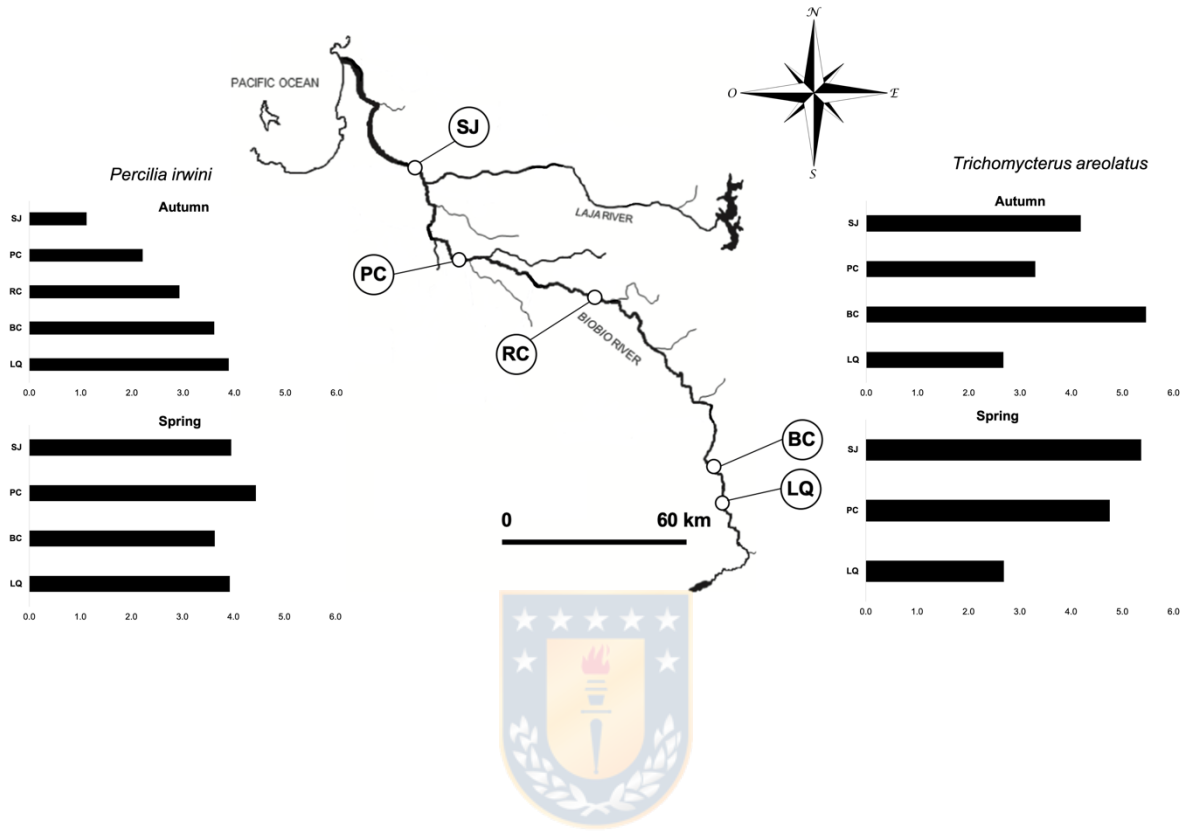 N
O
E
S
PACIFIC OCEAN
SJ
LAJA RIVER
PC
RC
BIOBIO RIVER
BC
LQ
0 60 km
Percilia irwini
Autumn
SJ
PC
RC
BC
LQ
0.0 1.0 2.0 3.0 4.0 5.0 6.0
Spring
SJ
PC
BC
LQ
0.0 1.0 2.0 3.0 4.0 5.0 6.0
Trichomycterus areolatus
Autumn
SJ
PC
BC
LQ
0.0 1.0 2.0 3.0 4.0 5.0 6.0
Spring
SJ
PC
LQ
0.0 1.0 2.0 3.0 4.0 5.0 6.0